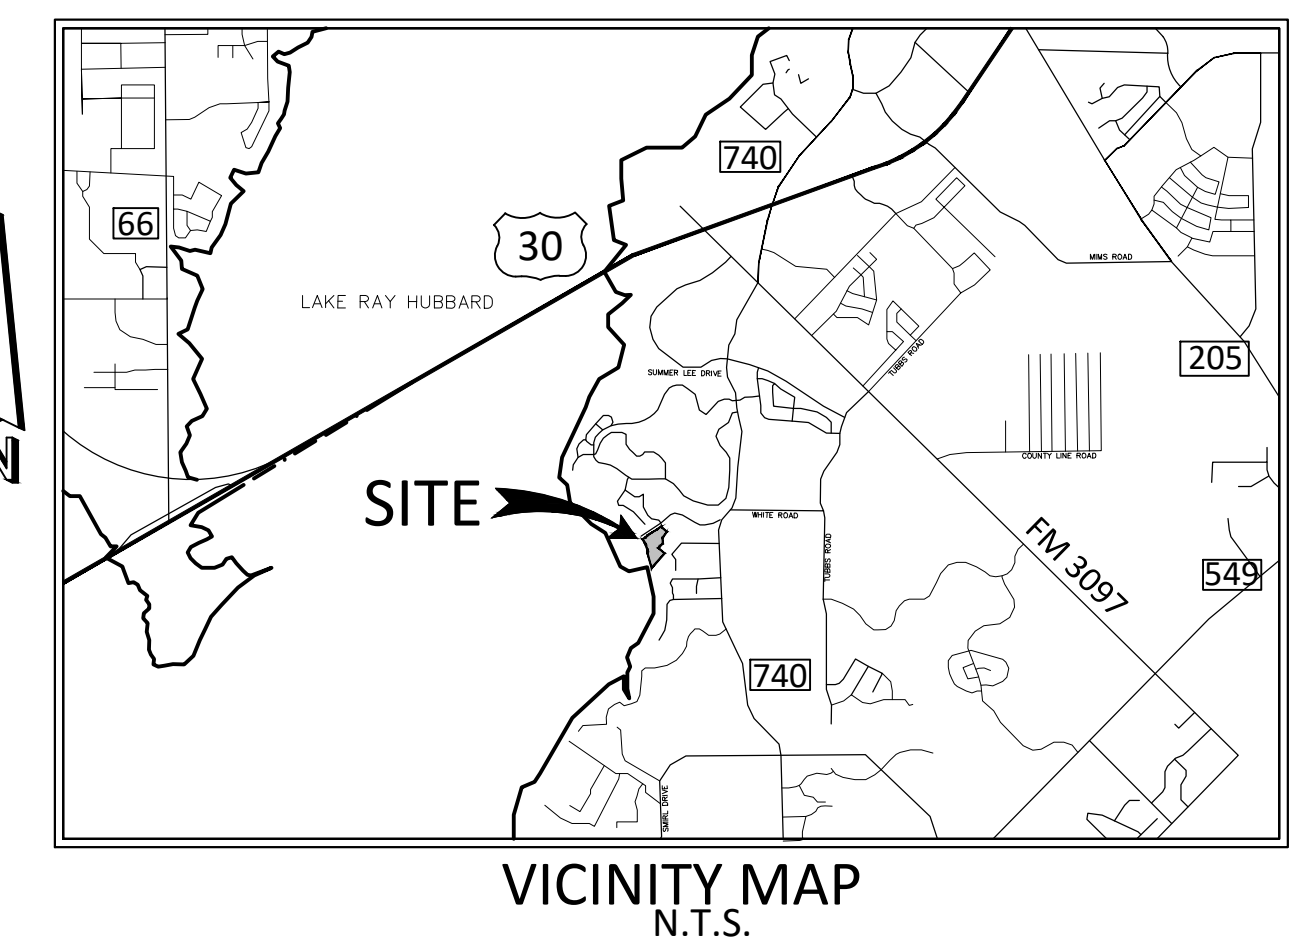 740
66
30
MIMS ROAD
LAKE RAY HUBBARD
205
TUBBS ROAD
SUMMER LEE DRIVE
COUNTY LINE ROAD
SITE
WHITE ROAD
TUBBS ROAD
FM 3097
549
740
SMIRL DRIVE
VICINITY MAP
N.T.S.